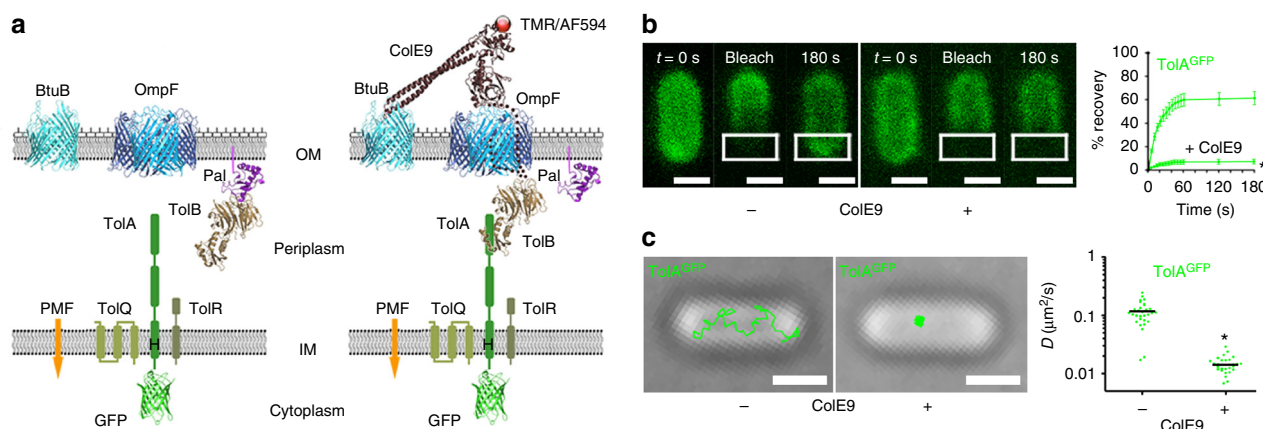 a
BtuB
OmpF
OM
Pal
TolB
TolA
Periplasm
PMF
TolQ
TolR
IM
GFP
Cytoplasm
TMR/AF594
ColE9
BtuB
OmpF
Pal
TolA
TolB
PMF
TolQ
TolR
GFP
b
t = 0 s
Bleach
180 s
t = 0 s
Bleach
180 s
–
ColE9
+
% recovery
100
80
60
40
20
0
TolA^GFP
+ ColE9
*
0
60
120
180
Time (s)
c
TolA^GFP
TolA^GFP
–
ColE9
+
D (μm²/s)
1
0.1
0.01
TolA^GFP
*
–
+
ColE9